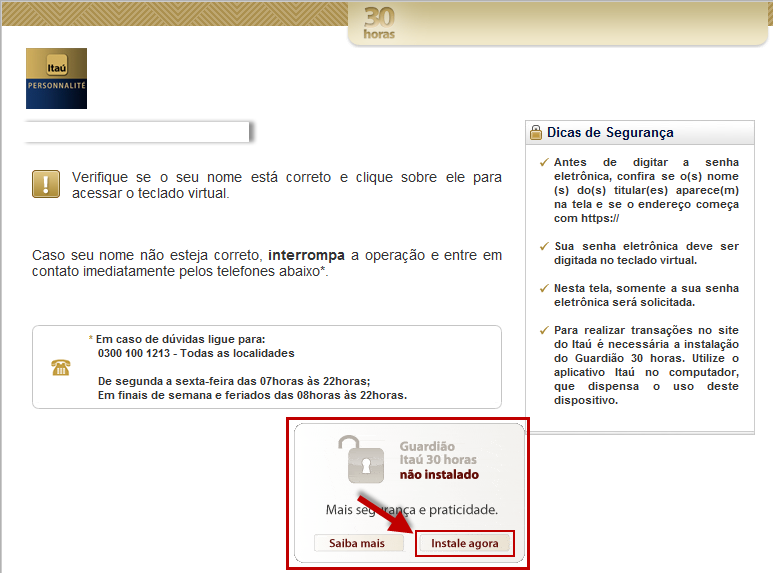 30
horas
Itaú
PERSONNALITÉ
Verifique se o seu nome está correto e clique sobre ele para
acessar o teclado virtual.
Caso seu nome não esteja correto, interrompa a operação e entre em
contato imediatamente pelos telefones abaixo*.
* Em caso de dúvidas ligue para:
0300 100 1213 - Todas as localidades
De segunda a sexta-feira das 07horas às 22horas;
Em finais de semana e feriados das 08horas às 22horas.
Dicas de Segurança
Antes de digitar a senha
eletrônica, confira se o(s) nome
(s) do(s) titular(es) aparece(m)
na tela e se o endereço começa
com https://
Sua senha eletrônica deve ser
digitada no teclado virtual.
Nesta tela, somente a sua senha
eletrônica será solicitada.
Para realizar transações no site
do Itaú é necessária a instalação
do Guardião 30 horas. Utilize o
aplicativo Itaú no computador,
que dispensa o uso deste
dispositivo.
Guardião
Itaú 30 horas
não instalado
Mais segurança e praticidade.
Saiba mais
Instale agora